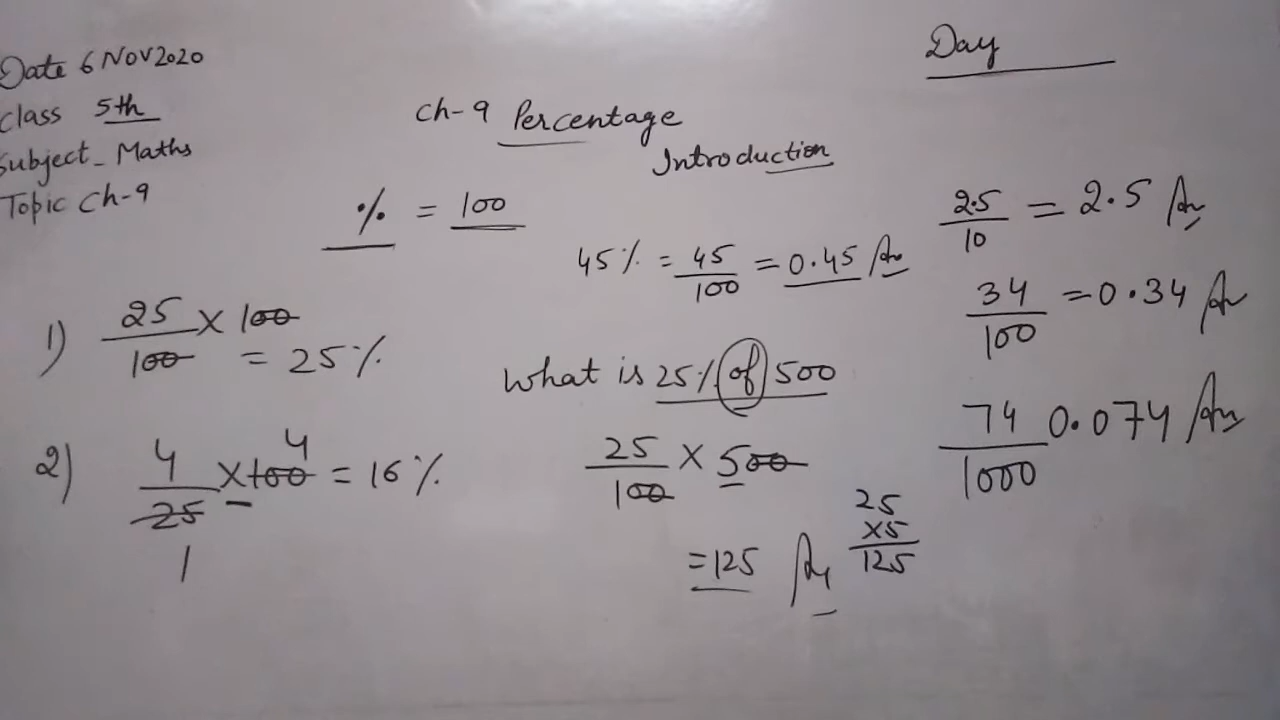 Date 6 Nov 2020
Class 5th
Subject - Maths
Topic Ch-9
Day
Ch-9 Percentage
Introduction
% = 100
45% = 45/100 = 0.45 Ans
1) 25/100 × 100 = 25%
2) 4/25 × 100 = 16%
4
1
What is 25% of 500
25/100 × 500
= 125 Ans
25
×5
125
2.5/10 = 2.5 Ans
34/100 = 0.34 Ans
74/1000 0.074 Ans